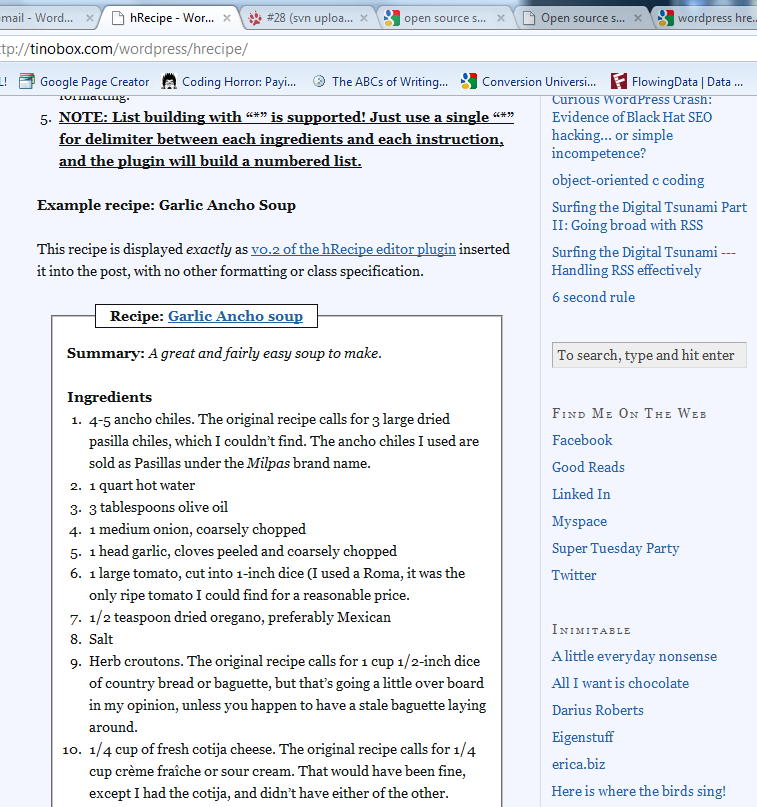 mail - Word...
hRecipe - Wor...
#28 (svn uploa...
open source s...
Open source s...
wordpress hre...
tp://tinobox.com/wordpress/hrecipe/
L!
Google Page Creator
Coding Horror: Payi...
The ABCs of Writing...
Conversion Universi...
FlowingData | Data ...
formatting.
5. NOTE: List building with “*” is supported! Just use a single “*”
for delimiter between each ingredients and each instruction,
and the plugin will build a numbered list.
Example recipe: Garlic Ancho Soup
This recipe is displayed exactly as v0.2 of the hRecipe editor plugin inserted
it into the post, with no other formatting or class specification.
Recipe: Garlic Ancho soup
Summary: A great and fairly easy soup to make.
Ingredients
1. 4-5 ancho chiles. The original recipe calls for 3 large dried
pasilla chiles, which I couldn’t find. The ancho chiles I used are
sold as Pasillas under the Milpas brand name.
2. 1 quart hot water
3. 3 tablespoons olive oil
4. 1 medium onion, coarsely chopped
5. 1 head garlic, cloves peeled and coarsely chopped
6. 1 large tomato, cut into 1-inch dice (I used a Roma, it was the
only ripe tomato I could find for a reasonable price.
7. 1/2 teaspoon dried oregano, preferably Mexican
8. Salt
9. Herb croutons. The original recipe calls for 1 cup 1/2-inch dice
of country bread or baguette, but that’s going a little over board
in my opinion, unless you happen to have a stale baguette laying
around.
10. 1/4 cup of fresh cotija cheese. The original recipe calls for 1/4
cup crème fraîche or sour cream. That would have been fine,
except I had the cotija, and didn’t have either of the other.
Curious WordPress Crash:
Evidence of Black Hat SEO
hacking... or simple
incompetence?
object-oriented c coding
Surfing the Digital Tsunami Part
II: Going broad with RSS
Surfing the Digital Tsunami ---
Handling RSS effectively
6 second rule
To search, type and hit enter
Find Me On The Web
Facebook
Good Reads
Linked In
Myspace
Super Tuesday Party
Twitter
Inimitable
A little everyday nonsense
All I want is chocolate
Darius Roberts
Eigenstuff
erica.biz
Here is where the birds sing!